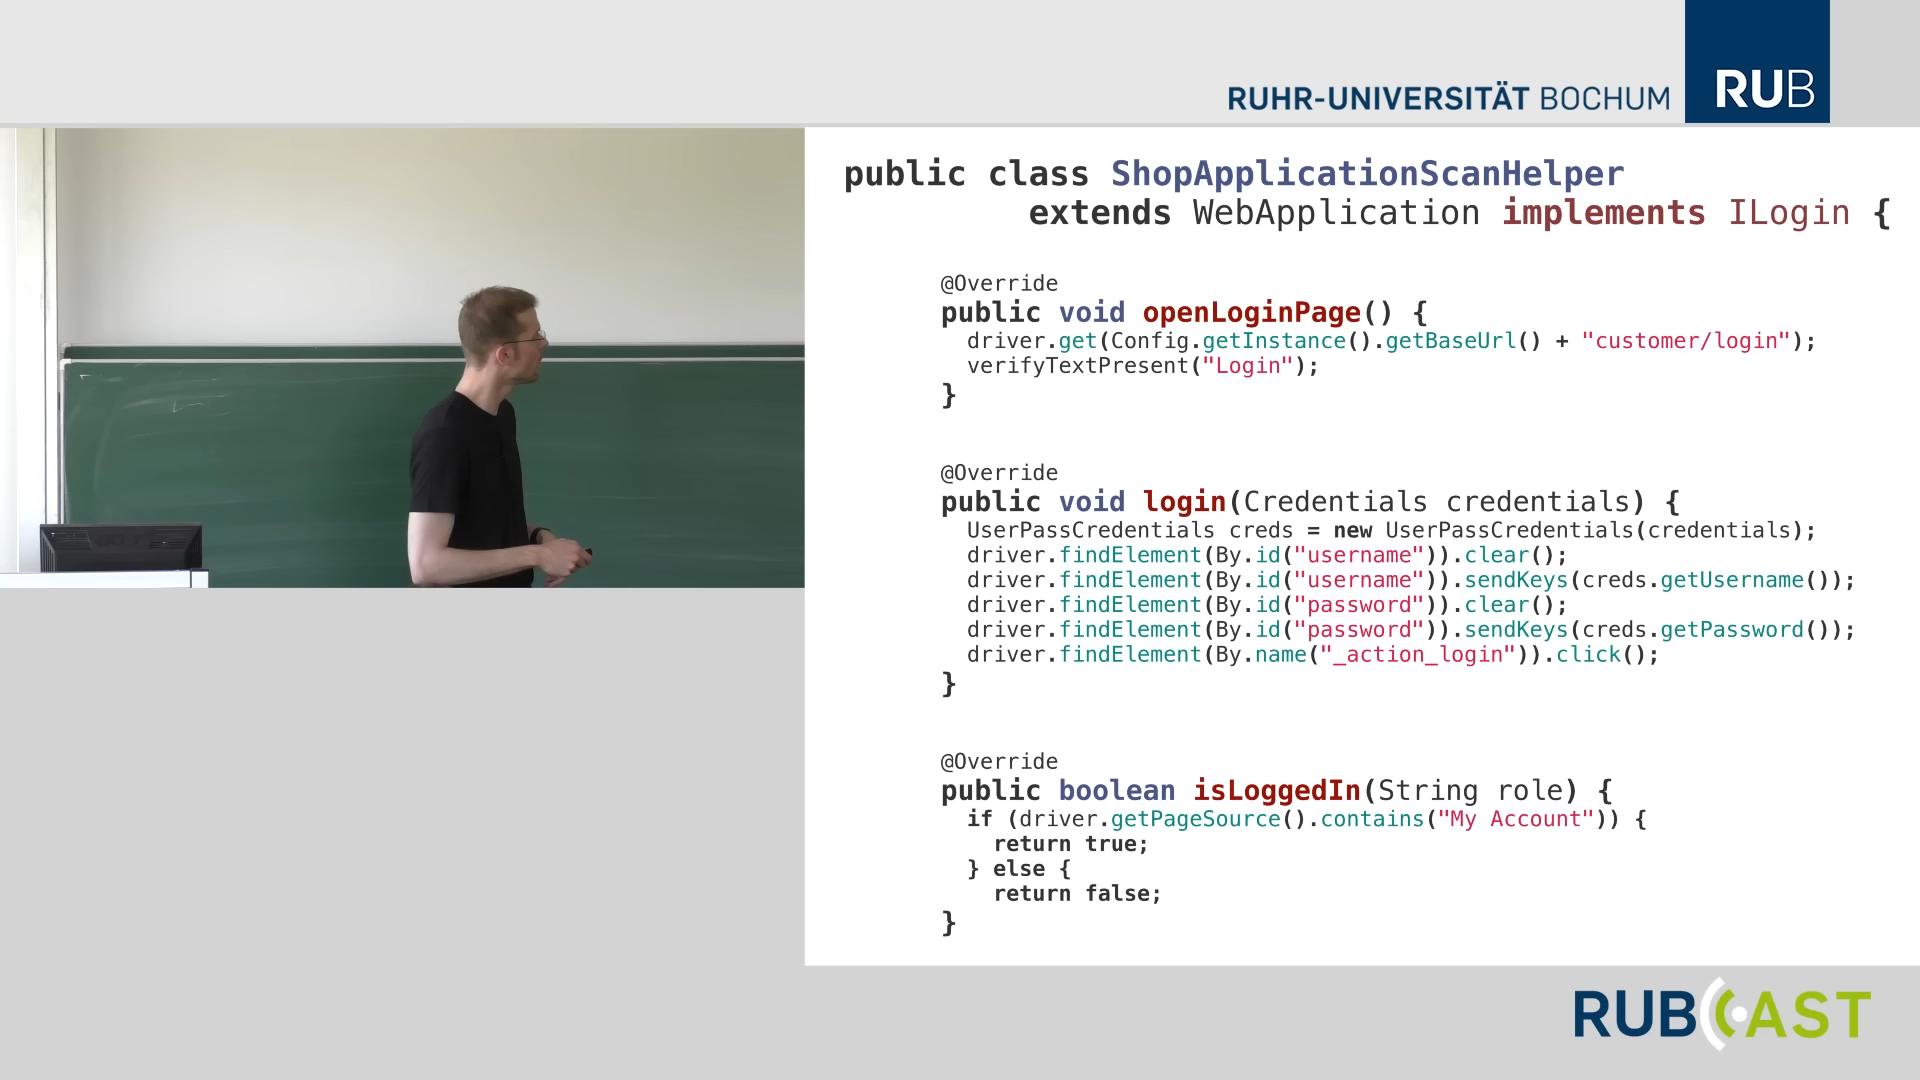 RUHR-UNIVERSITÄT BOCHUM
RUB
public class ShopApplicationScanHelper
extends WebApplication implements ILogin {
@Override
public void openLoginPage() {
driver.get(Config.getInstance().getBaseUrl() + "customer/login");
verifyTextPresent("Login");
}
@Override
public void login(Credentials credentials) {
UserPassCredentials creds = new UserPassCredentials(credentials);
driver.findElement(By.id("username")).clear();
driver.findElement(By.id("username")).sendKeys(creds.getUsername());
driver.findElement(By.id("password")).clear();
driver.findElement(By.id("password")).sendKeys(creds.getPassword());
driver.findElement(By.name("_action_login")).click();
}
@Override
public boolean isLoggedIn(String role) {
if (driver.getPageSource().contains("My Account")) {
return true;
} else {
return false;
}
RUBCAST